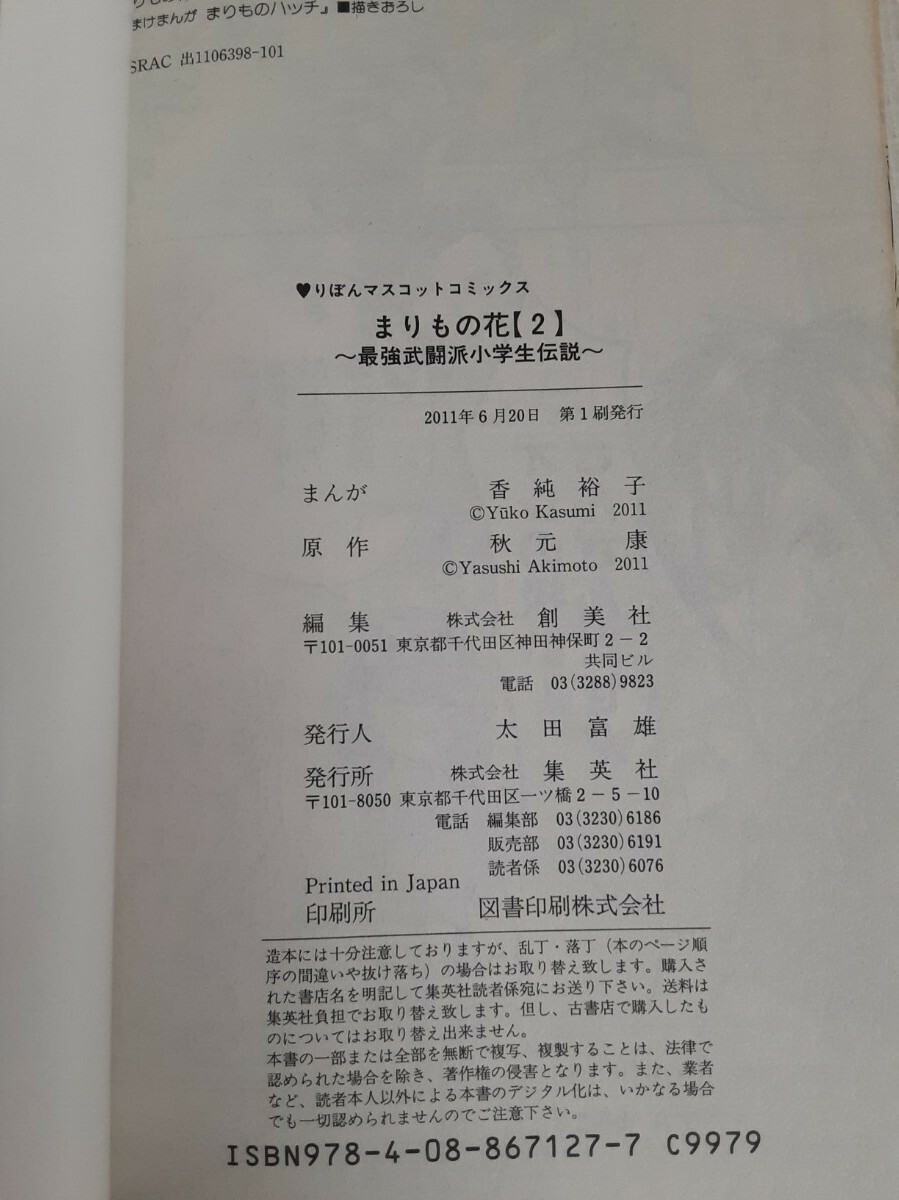 まけまんが まりものハッチ』■描きおろし
SRAC 出1106398-101
♥りぼんマスコットコミックス
まりもの花【2】
〜最強武闘派小学生伝説〜
2011年6月20日 第1刷発行
まんが 香純裕子
©Yūko Kasumi 2011
原作 秋元康
©Yasushi Akimoto 2011
編集 株式会社 創美社
〒101-0051 東京都千代田区神田神保町2－2
共同ビル
電話 03(3288)9823
発行人 太田富雄
発行所 株式会社 集英社
〒101-8050 東京都千代田区一ツ橋2－5－10
電話 編集部 03(3230)6186
販売部 03(3230)6191
読者係 03(3230)6076
Printed in Japan
印刷所 図書印刷株式会社
造本には十分注意しておりますが、乱丁・落丁（本のページ順
序の間違いや抜け落ち）の場合はお取り替え致します。購入さ
れた書店名を明記して集英社読者係宛にお送り下さい。送料は
集英社負担でお取り替え致します。但し、古書店で購入したも
のについてはお取り替え出来ません。
本書の一部または全部を無断で複写、複製することは、法律で
認められた場合を除き、著作権の侵害となります。また、業者
など、読者本人以外による本書のデジタル化は、いかなる場合
でも一切認められませんのでご注意下さい。
ISBN978-4-08-867127-7 C9979